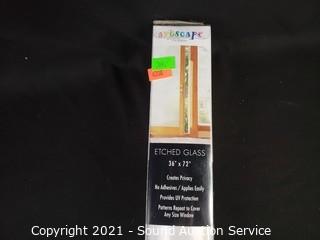 artscape
ETCHED GLASS
36" x 72"
Creates Privacy
No Adhesives / Applies Easily
Provides UV Protection
Patterns Repeat to Cover
Any Size Window
Copyright 2021 - Sound Auction Service